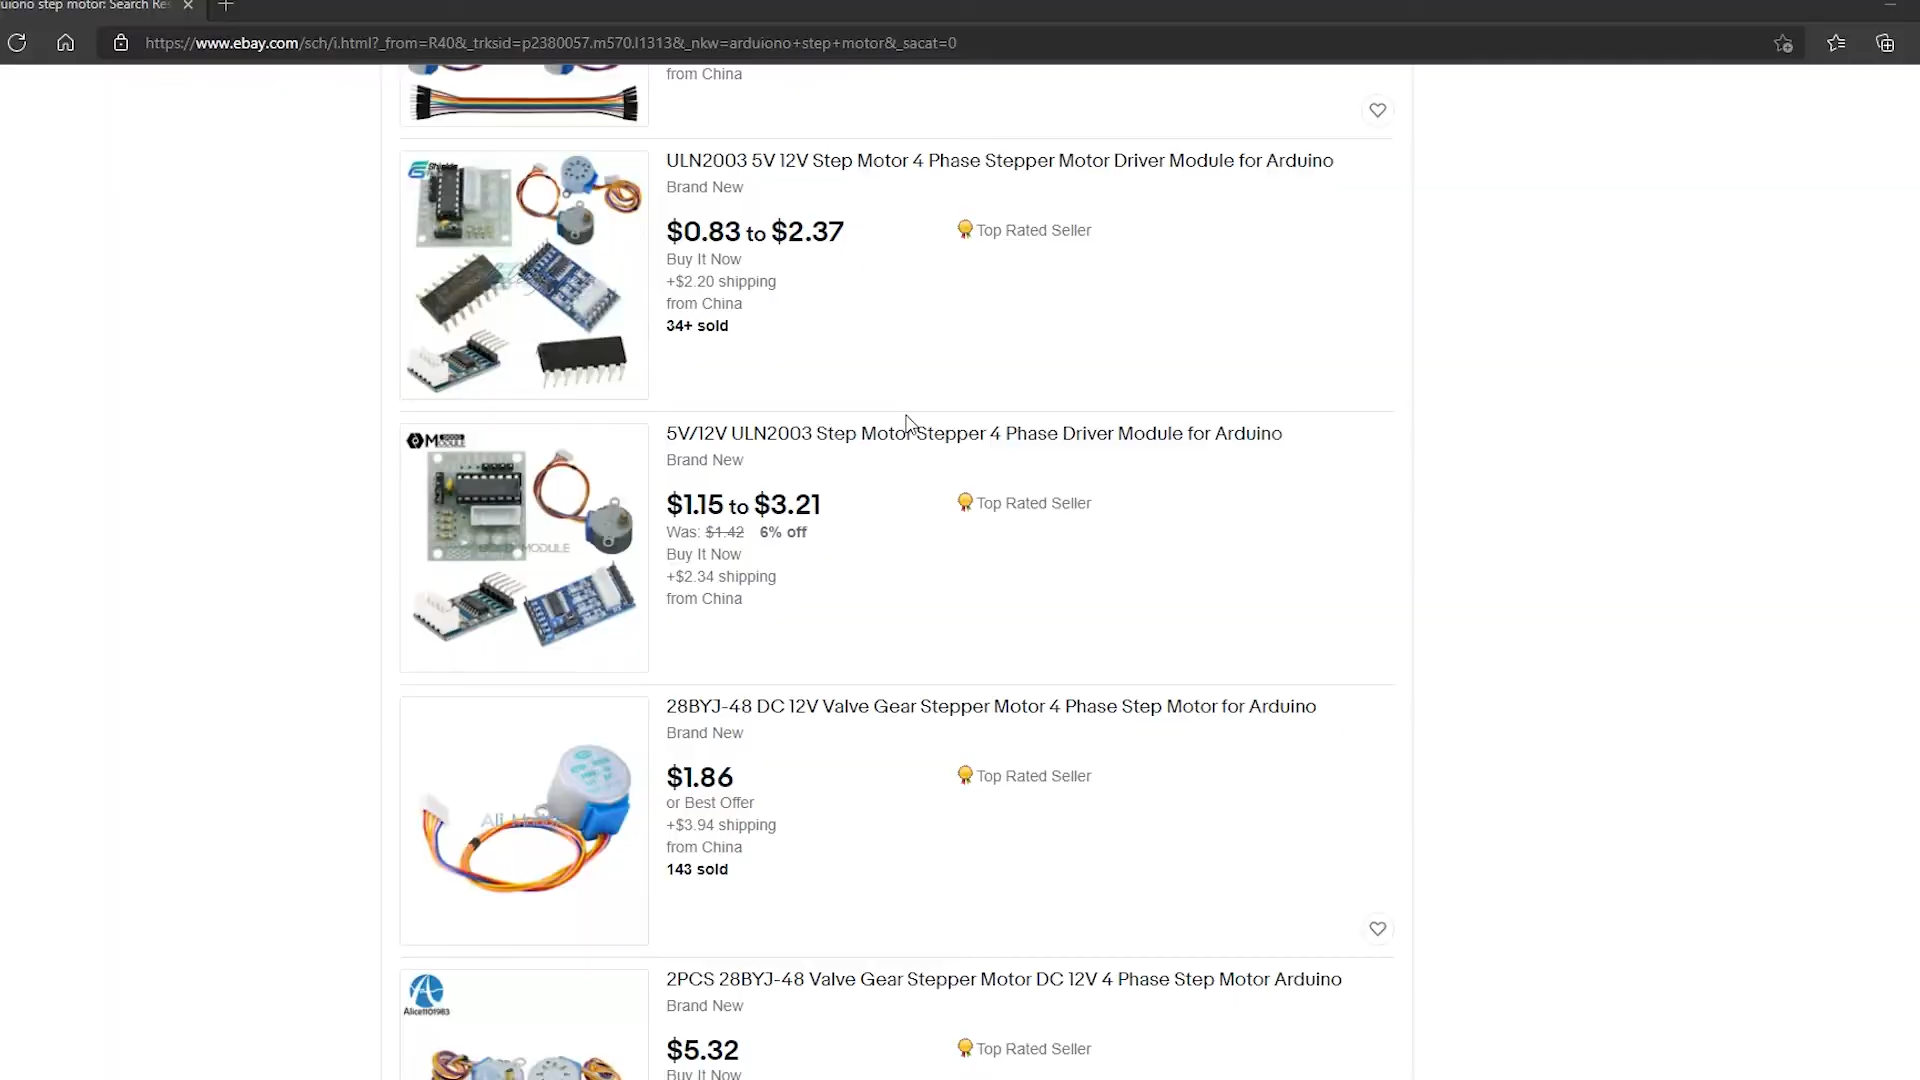 uiono step motor: Search Res
https://www.ebay.com/sch/i.html?_from=R40&_trksid=p2380057.m570.l1313&_nkw=arduiono+step+motor&_sacat=0
from China
ULN2003 5V 12V Step Motor 4 Phase Stepper Motor Driver Module for Arduino
Brand New
$0.83 to $2.37
Top Rated Seller
Buy It Now
+$2.20 shipping
from China
34+ sold
5V/12V ULN2003 Step Motor Stepper 4 Phase Driver Module for Arduino
Brand New
$1.15 to $3.21
Top Rated Seller
Was: $1.42 6% off
Buy It Now
+$2.34 shipping
from China
MODULE
28BYJ-48 DC 12V Valve Gear Stepper Motor 4 Phase Step Motor for Arduino
Brand New
$1.86
Top Rated Seller
or Best Offer
+$3.94 shipping
from China
143 sold
2PCS 28BYJ-48 Valve Gear Stepper Motor DC 12V 4 Phase Step Motor Arduino
Alice1101983
Brand New
$5.32
Top Rated Seller
Buy It Now